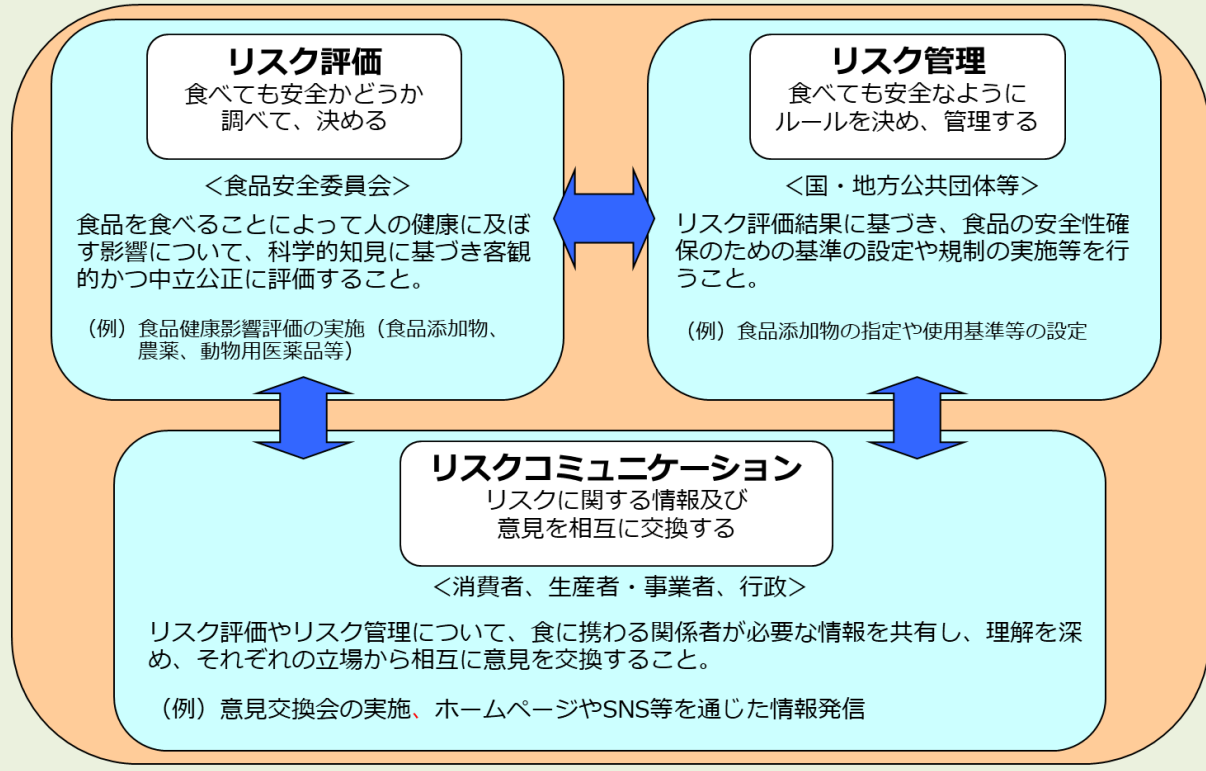 リスク評価
食べても安全かどうか
調べて、決める
＜食品安全委員会＞
食品を食べることによって人の健康に及ぼ
す影響について、科学的知見に基づき客観
的かつ中立公正に評価すること。
（例）食品健康影響評価の実施（食品添加物、
農薬、動物用医薬品等）
リスク管理
食べても安全なように
ルールを決め、管理する
＜国・地方公共団体等＞
リスク評価結果に基づき、食品の安全性確
保のための基準の設定や規制の実施等を行
うこと。
（例）食品添加物の指定や使用基準等の設定
リスクコミュニケーション
リスクに関する情報及び
意見を相互に交換する
＜消費者、生産者・事業者、行政＞
リスク評価やリスク管理について、食に携わる関係者が必要な情報を共有し、理解を深
め、それぞれの立場から相互に意見を交換すること。
（例）意見交換会の実施、ホームページやSNS等を通じた情報発信